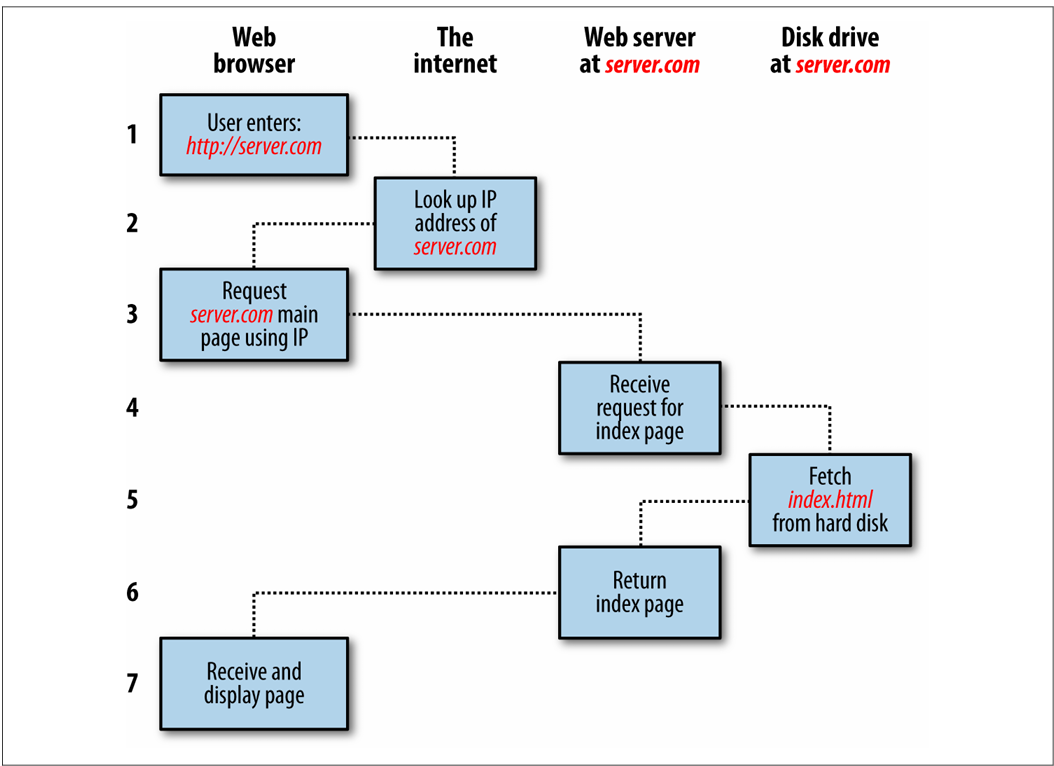 Web
browser
The
internet
Web server
at server.com
Disk drive
at server.com
1
User enters:
http://server.com
2
Look up IP
address of
server.com
3
Request
server.com main
page using IP
4
Receive
request for
index page
5
Fetch
index.html
from hard disk
6
Return
index page
7
Receive and
display page